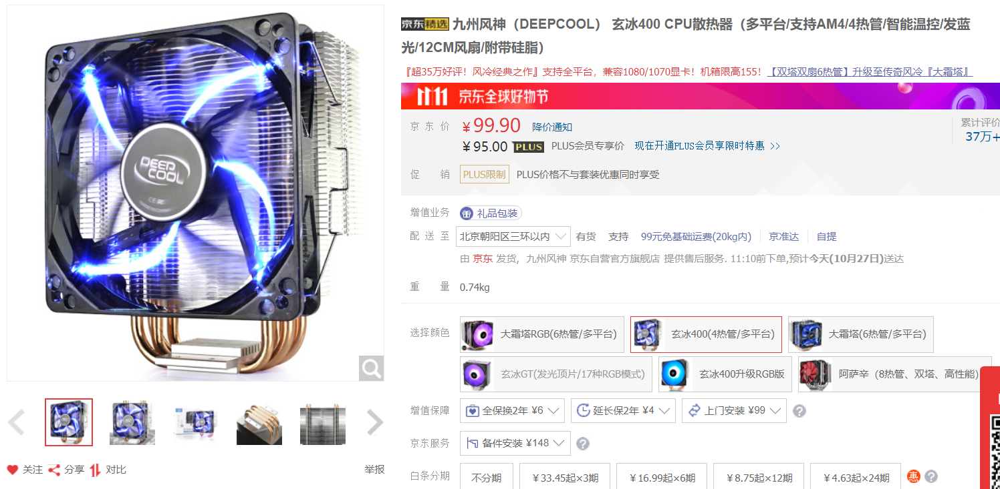 DEEP COOL
京东精选 九州风神（DEEPCOOL） 玄冰400 CPU散热器（多平台/支持AM4/4热管/智能温控/发蓝
光/12CM风扇/附带硅脂）
『超35万好评！风冷经典之作』支持全平台，兼容1080/1070显卡！机箱限高155！ 【双塔双扇6热管】升级至传奇风冷『大霜塔』
11.11 京东全球好物节
京东价 ￥99.90 降价通知
累计评价
￥95.00 PLUS PLUS会员专享价 现在开通PLUS会员享限时特惠 >>
37万+
促销 PLUS限制 PLUS价格不与套装优惠同时享受
增值业务 礼品包装
配送至 北京朝阳区三环以内 有货 支持 99元免基础运费(20kg内) 京准达 自提
由 京东 发货，九州风神 京东自营官方旗舰店 提供售后服务. 11:10前下单,预计今天(10月27日)送达
重量 0.74kg
选择颜色 大霜塔RGB(6热管/多平台) 玄冰400(4热管/多平台) 大霜塔(6热管/多平台)
玄冰GT(发光顶片/17种RGB模式) 玄冰400升级RGB版 阿萨辛（8热管、双塔、高性能）
增值保障 全保换2年 ¥6 延长保2年 ¥4 上门安装 ¥99 ?
京东服务 备件安装 ¥148 ?
白条分期 不分期 ￥33.45起×3期 ￥16.99起×6期 ￥8.75起×12期 ￥4.63起×24期 惠 ?
关注 分享 对比 举报